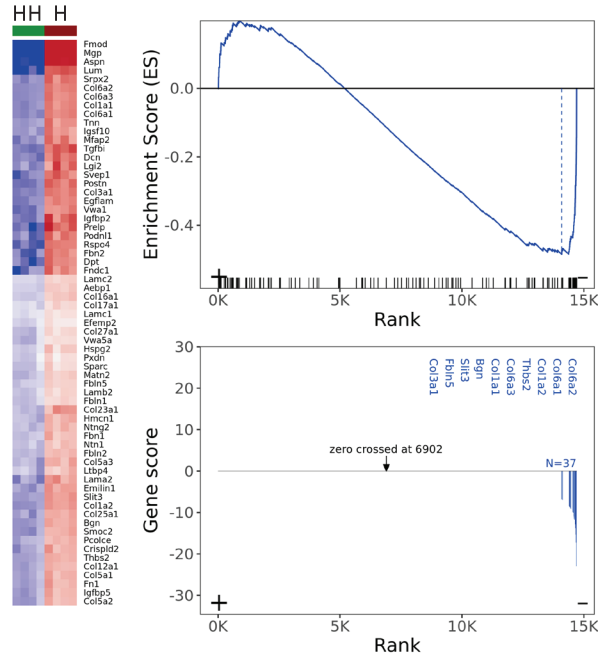 HH H
Fmod
Mgp
Aspn
Lum
Srpx2
Col6a2
Col6a3
Col1a1
Col6a1
Tnn
Igsf10
Mfap2
Tgfbi
Dcn
Lgi2
Svep1
Postn
Col3a1
Egflam
Vwa1
Igfbp2
Prelp
Podnl1
Rspo4
Fbn2
Dpt
Fndc1
Lamc2
Aebp1
Col16a1
Col17a1
Lamc1
Efemp2
Col27a1
Vwa5a
Hspg2
Pxdn
Sparc
Matn2
Fbln5
Lamb2
Fbln1
Col23a1
Hmcn1
Ntng2
Fbn1
Ntn1
Fbln2
Col5a3
Ltbp4
Lama2
Emilin1
Slit3
Col1a2
Col25a1
Bgn
Smoc2
Pcolce
Crispld2
Thbs2
Col12a1
Col5a1
Fn1
Igfbp5
Col5a2
Enrichment Score (ES)
0.0
-0.2
-0.4
+ −
0K 5K 10K 15K
Rank
Gene score
30
20
10
0
-10
-20
-30
Col3a1
Fbln5
Slit3
Bgn
Col1a1
Col6a3
Thbs2
Col1a2
Col6a1
Col6a2
zero crossed at 6902
N=37
+ −
0K 5K 10K 15K
Rank